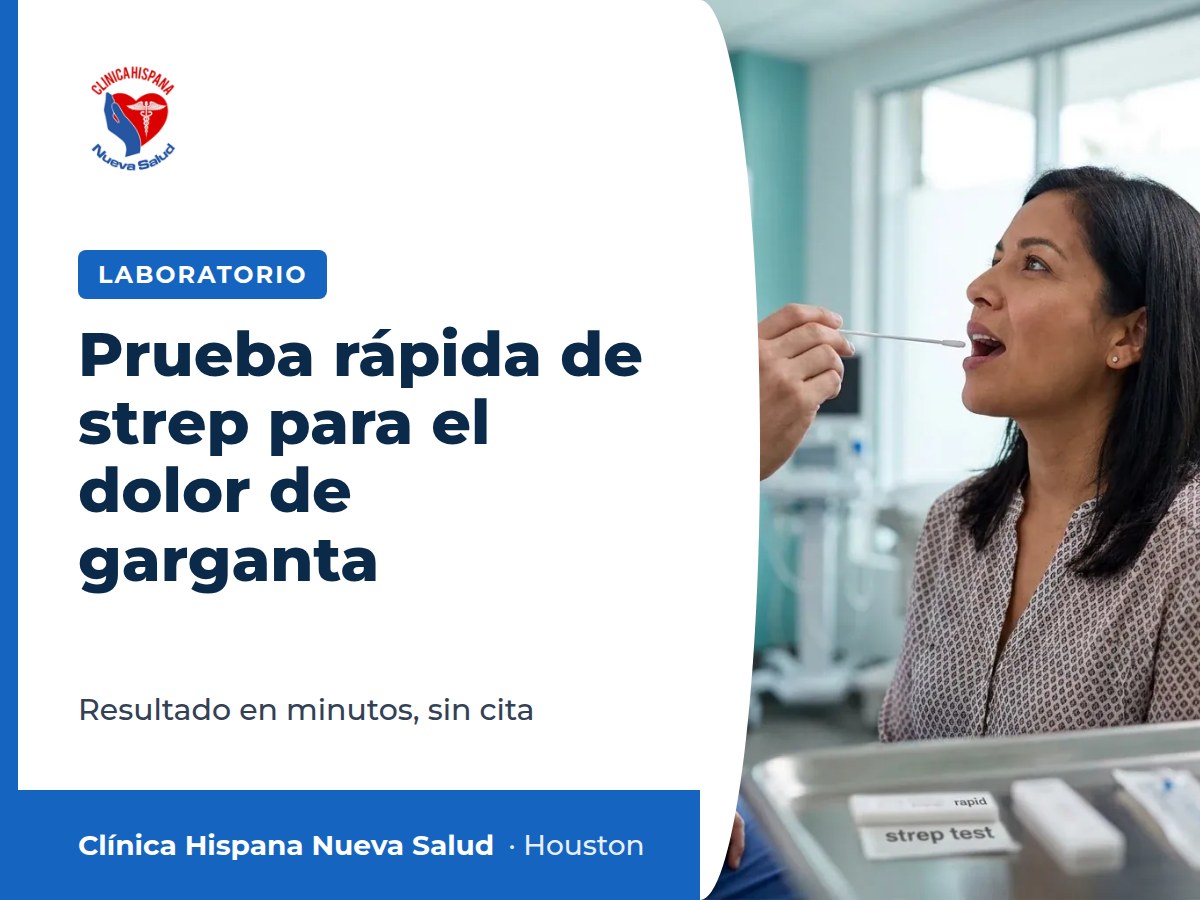 CLINICA HISPANA
Nueva Salud
LABORATORIO
Prueba rápida de
strep para el
dolor de
garganta
Resultado en minutos, sin cita
Clínica Hispana Nueva Salud · Houston
rapid
strep test